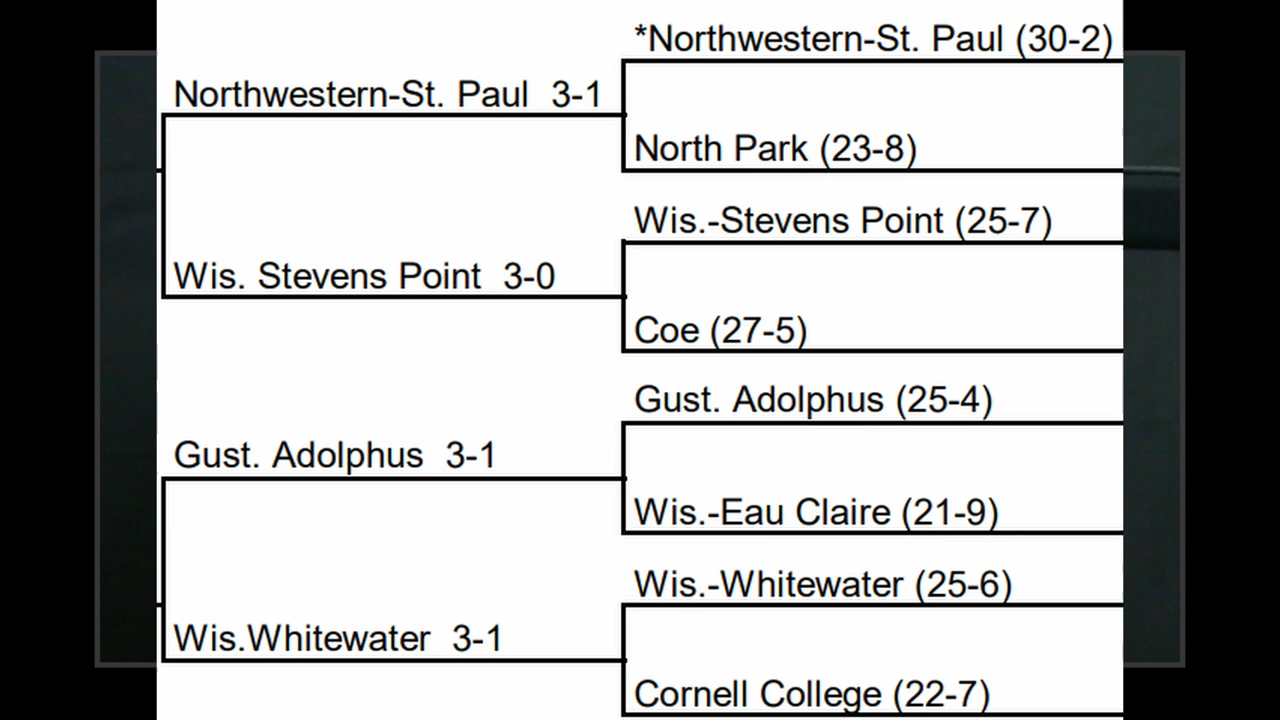 *Northwestern-St. Paul (30-2)
Northwestern-St. Paul 3-1
North Park (23-8)
Wis.-Stevens Point (25-7)
Wis. Stevens Point 3-0
Coe (27-5)
Gust. Adolphus (25-4)
Gust. Adolphus 3-1
Wis.-Eau Claire (21-9)
Wis.-Whitewater (25-6)
Wis.Whitewater 3-1
Cornell College (22-7)